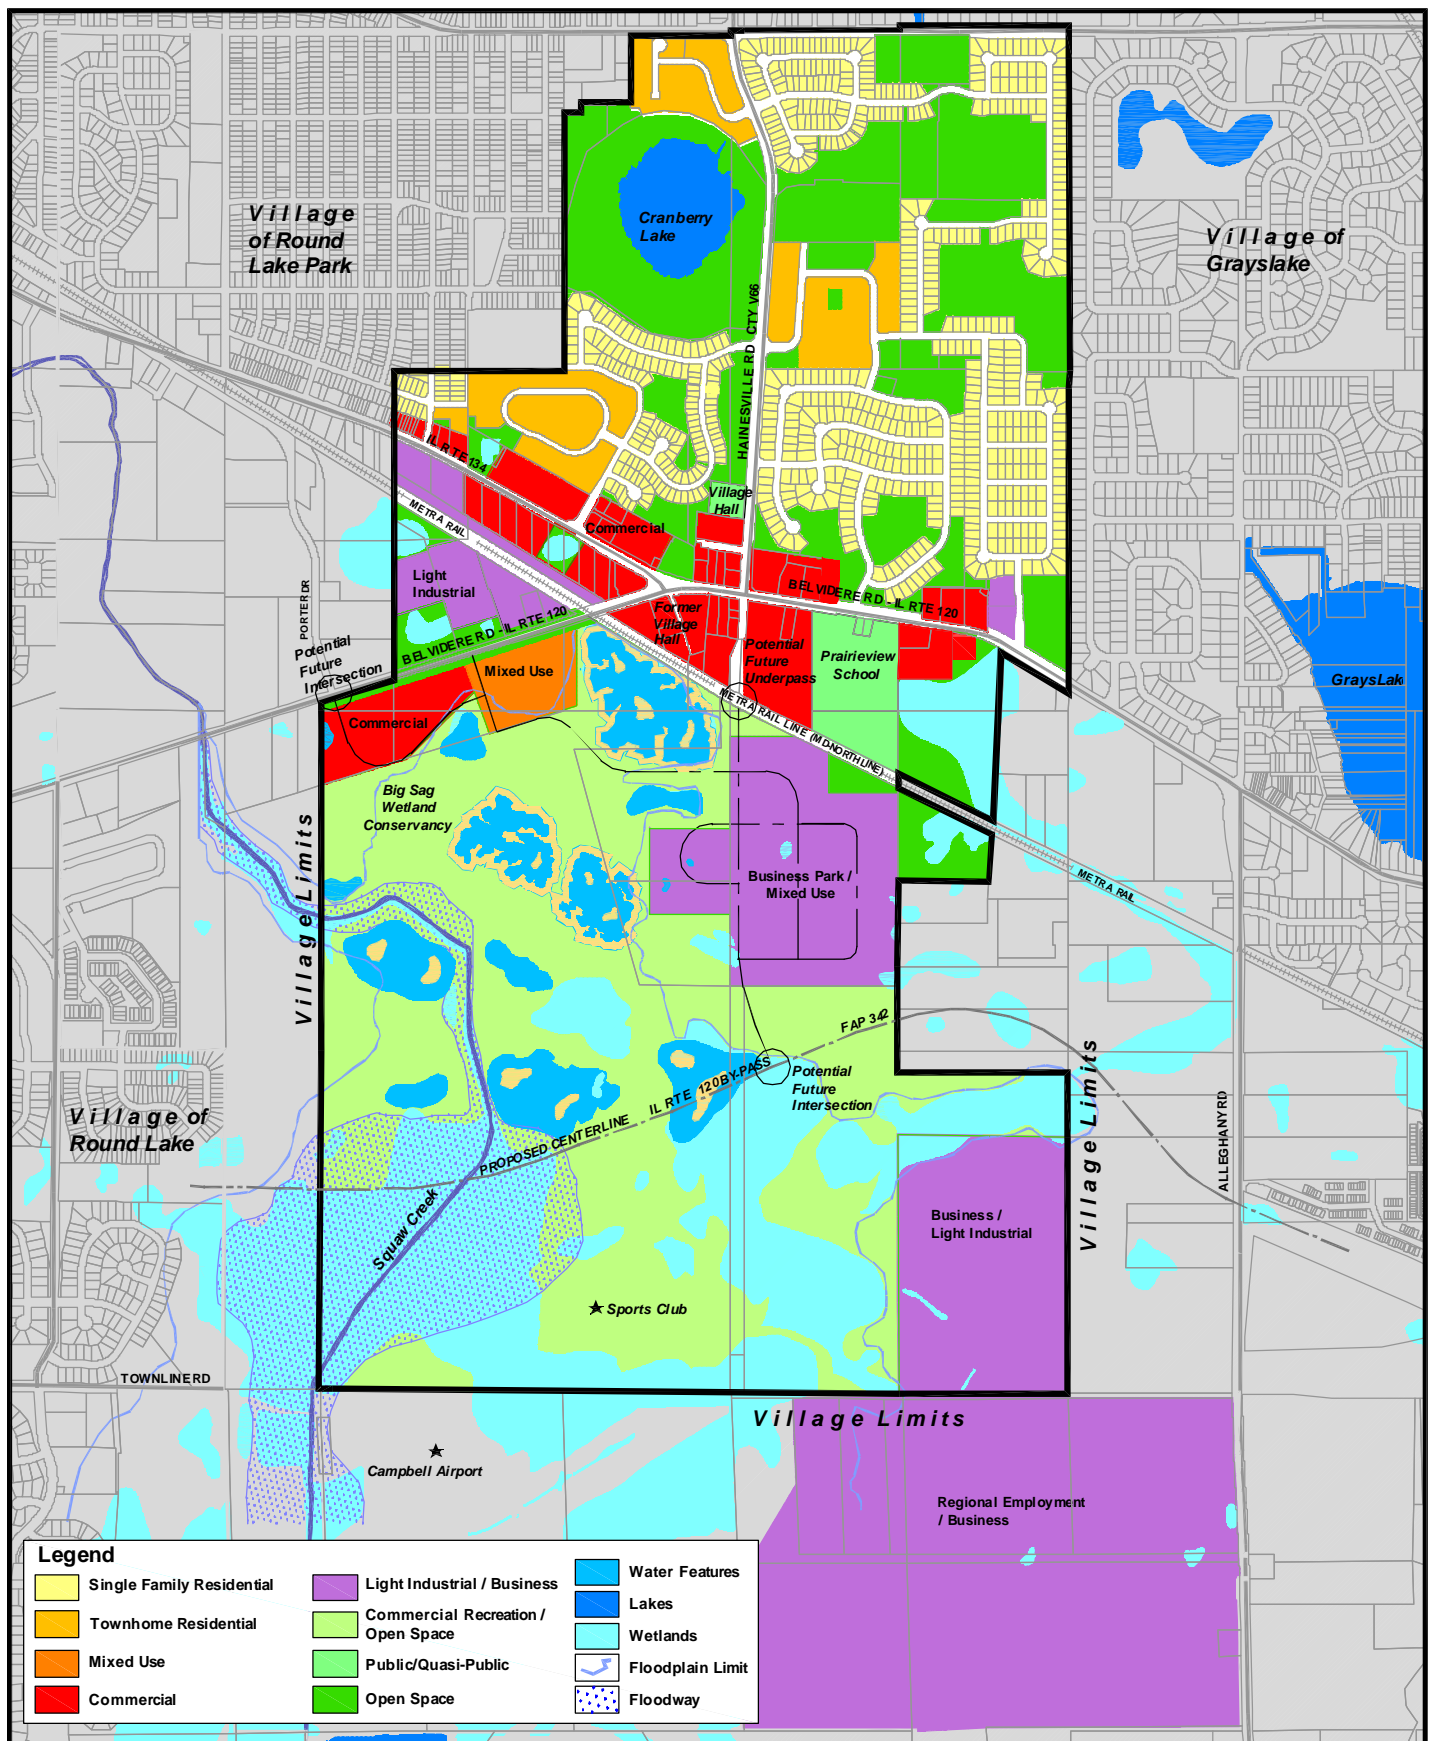 Village
of Round
Lake Park
Cranberry
Lake
Village of
Grayslake
HAINESVILLE RD CTY V66
IL RTE 134
METRA RAIL
Village
Hall
Commercial
Light
Industrial
PORTER DR
BELVIDERE RD - IL RTE 120
BELVIDERE RD - IL RTE 120
Former
Village
Hall
Potential
Future
Underpass
Prairieview
School
Potential
Future
Intersection
Mixed Use
Commercial
GraysLak
METRA RAIL LINE (MD NORTH LINE)
Big Sag
Wetland
Conservancy
Village Limits
Business Park /
Mixed Use
METRA RAIL
FAP 342
Potential
Future
Intersection
PROPOSED CENTERLINE IL RTE 120 BY-PASS
Village of
Round Lake
Village Limits
ALLEGHANY RD
Squaw Creek
Business /
Light Industrial
Sports Club
TOWNLINE RD
Village Limits
Campbell Airport
Regional Employment
/ Business
Legend
Single Family Residential
Townhome Residential
Mixed Use
Commercial
Light Industrial / Business
Commercial Recreation /
Open Space
Public/Quasi-Public
Open Space
Water Features
Lakes
Wetlands
Floodplain Limit
Floodway